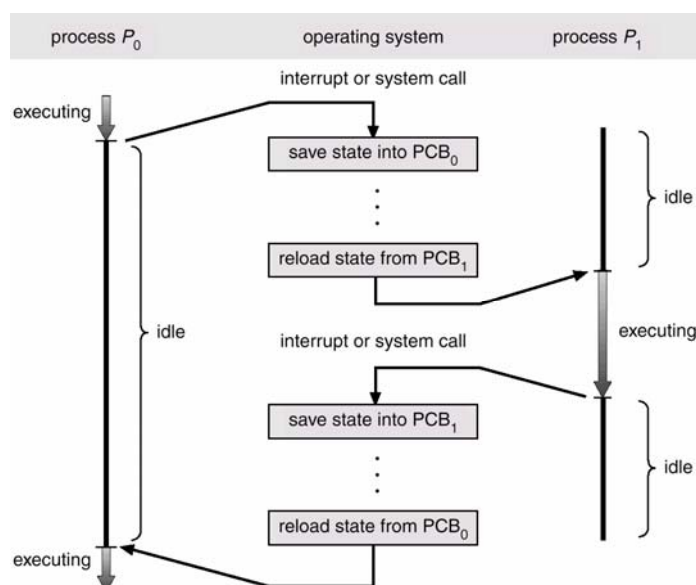 process P₀ operating system process P₁
interrupt or system call
executing
save state into PCB₀
idle
reload state from PCB₁
idle
interrupt or system call
executing
save state into PCB₁
idle
reload state from PCB₀
executing